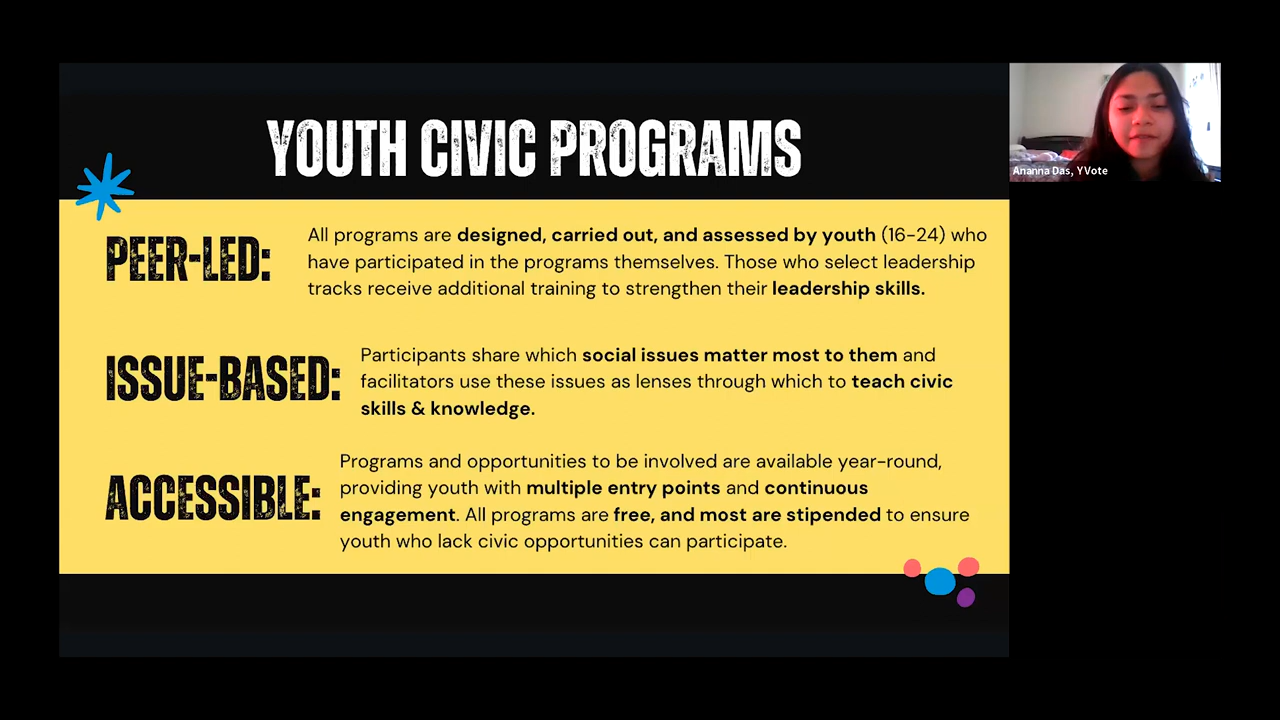 YOUTH CIVIC PROGRAMS
PEER-LED:
All programs are designed, carried out, and assessed by youth (16-24) who
have participated in the programs themselves. Those who select leadership
tracks receive additional training to strengthen their leadership skills.
ISSUE-BASED:
Participants share which social issues matter most to them and
facilitators use these issues as lenses through which to teach civic
skills & knowledge.
ACCESSIBLE:
Programs and opportunities to be involved are available year-round,
providing youth with multiple entry points and continuous
engagement. All programs are free, and most are stipended to ensure
youth who lack civic opportunities can participate.
Ananna Das, YVote